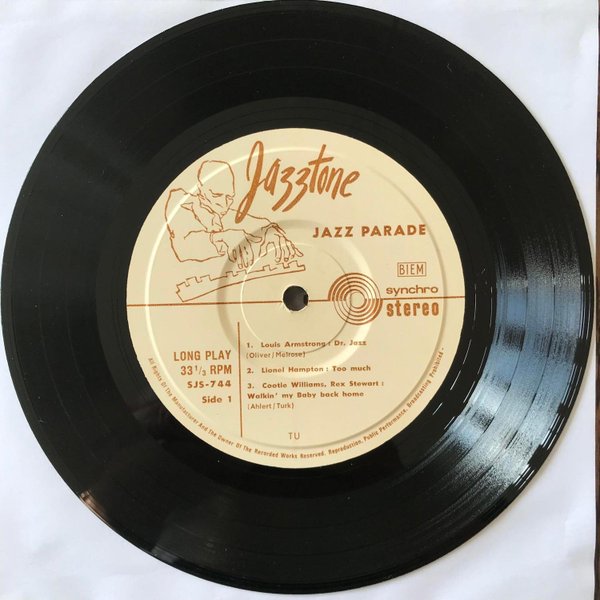 Jazztone
JAZZ PARADE
BIEM
synchro
stereo
LONG PLAY
33 1/3 RPM
SJS-744
Side 1
1. Louis Armstrong : Dr. Jazz
(Oliver/Melrose)
2. Lionel Hampton : Too much
3. Cootie Williams, Rex Stewart :
Walkin' my Baby back home
(Ahlert/Turk)
TU
All Rights Of The Manufacturer And The Owner Of The Recorded Works Reserved. Reproduction, Public Performance, Broadcasting Prohibited -